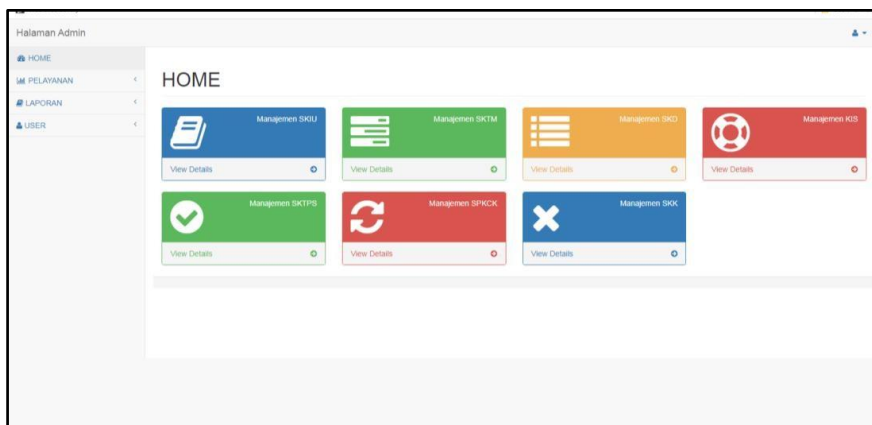 Halaman Admin
HOME
PELAYANAN
LAPORAN
USER
HOME
Manajemen SKIU
View Details
Manajemen SKTM
View Details
Manajemen SKD
View Details
Manajemen KIS
View Details
Manajemen SKTPS
View Details
Manajemen SPKCK
View Details
Manajemen SKK
View Details